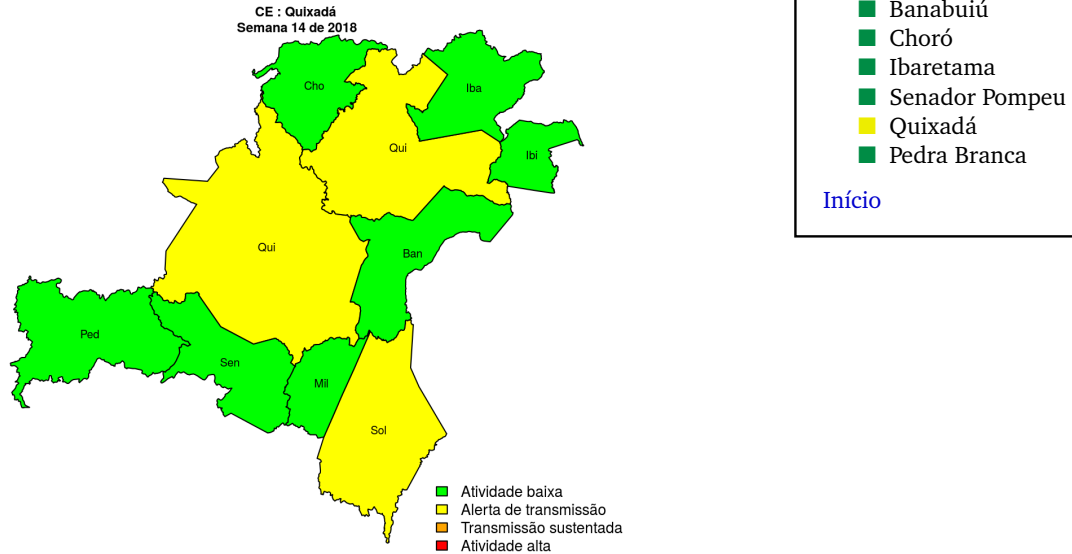 CE : Quixadá
Semana 14 de 2018
Cho
Iba
Qui
Ibi
Qui
Ban
Ped
Sen
Mil
Sol
Atividade baixa
Alerta de transmissão
Transmissão sustentada
Atividade alta
Banabuiú
Choró
Ibaretama
Senador Pompeu
Quixadá
Pedra Branca
Início